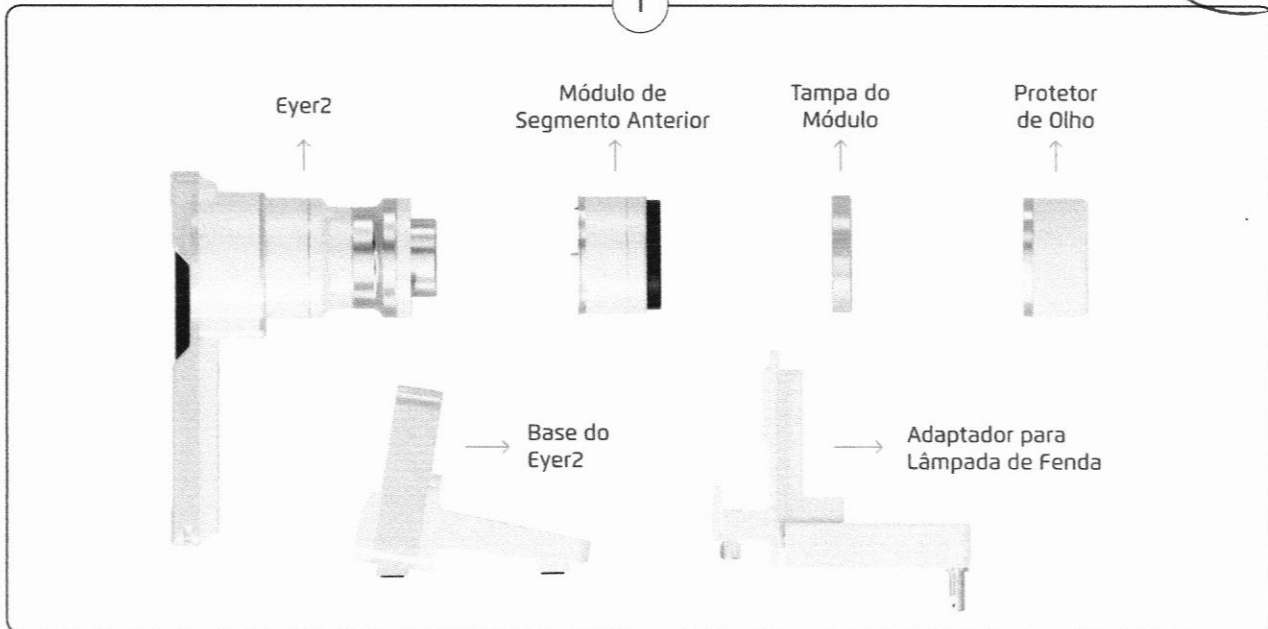 1
Eyer2
Módulo de
Segmento Anterior
Tampa do
Módulo
Protetor
de Olho
Base do
Eyer2
Adaptador para
Lâmpada de Fenda